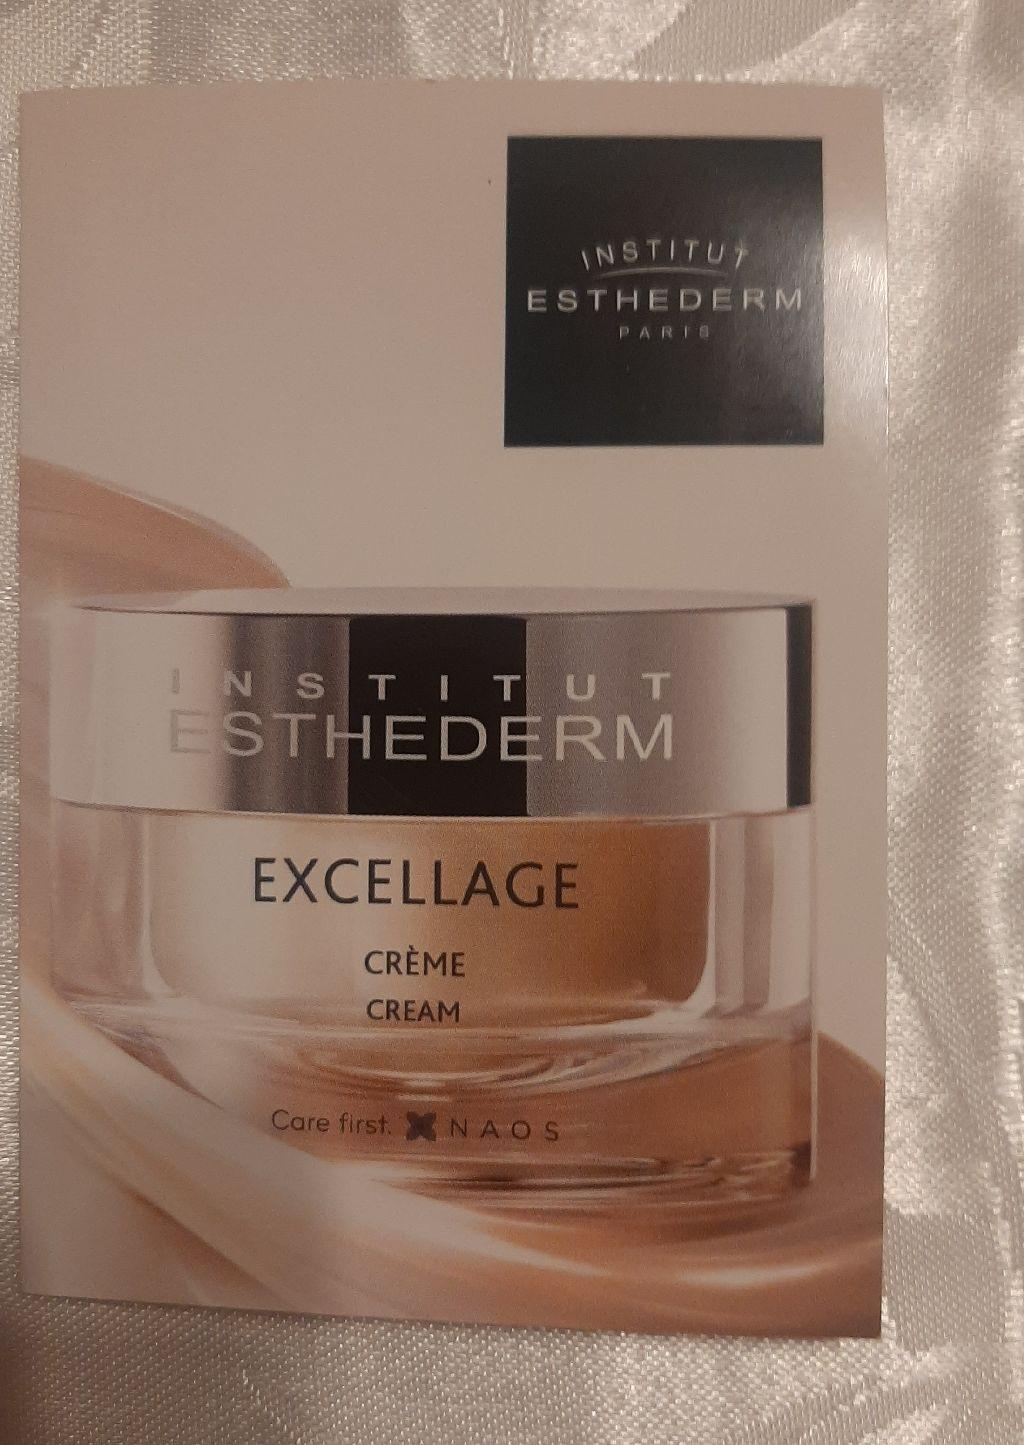 INSTITUT
ESTHEDERM
PARIS
INSTITUT
ESTHEDERM
EXCELLAGE
CRÈME
CREAM
Care first. NAOS